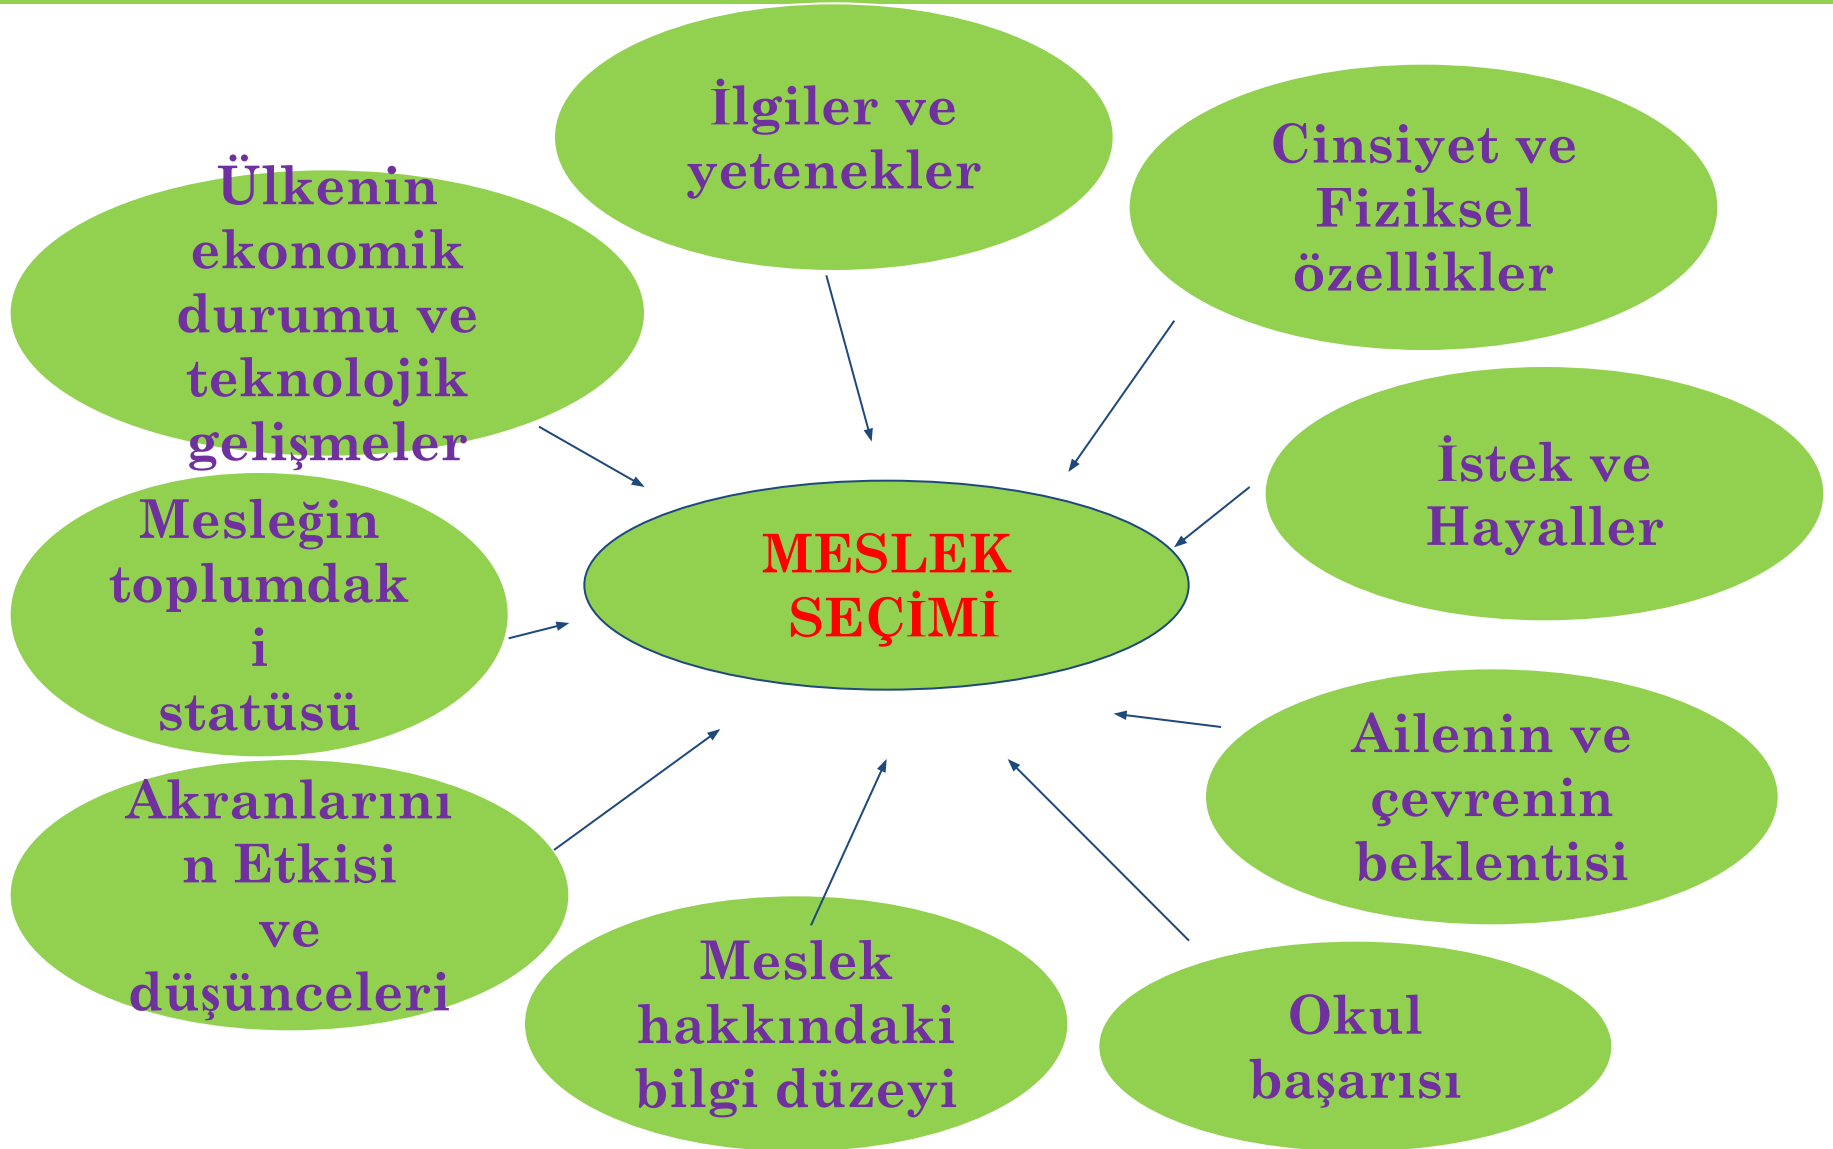 İlgiler ve
yetenekler
Cinsiyet ve
Fiziksel
özellikler
Ülkenin
ekonomik
durumu ve
teknolojik
gelişmeler
İstek ve
Hayaller
Mesleğin
toplumdak
i
statüsü
MESLEK
SEÇİMİ
Ailenin ve
çevrenin
beklentisi
Akranlarını
n Etkisi
ve
düşünceleri
Meslek
hakkındaki
bilgi düzeyi
Okul
başarısı